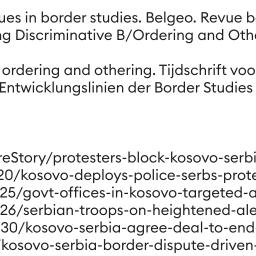 ues in border studies. Belgeo. Revue b
ng Discriminative B/Ordering and Oth
ordering and othering. Tijdschrift voo
Entwicklungslinien der Border Studies
reStory/protesters-block-kosovo-serbi
20/kosovo-deploys-police-serbs-prote
25/govt-offices-in-kosovo-targeted-a
26/serbian-troops-on-heightened-ale
/30/kosovo-serbia-agree-deal-to-end
/kosovo-serbia-border-dispute-driven-